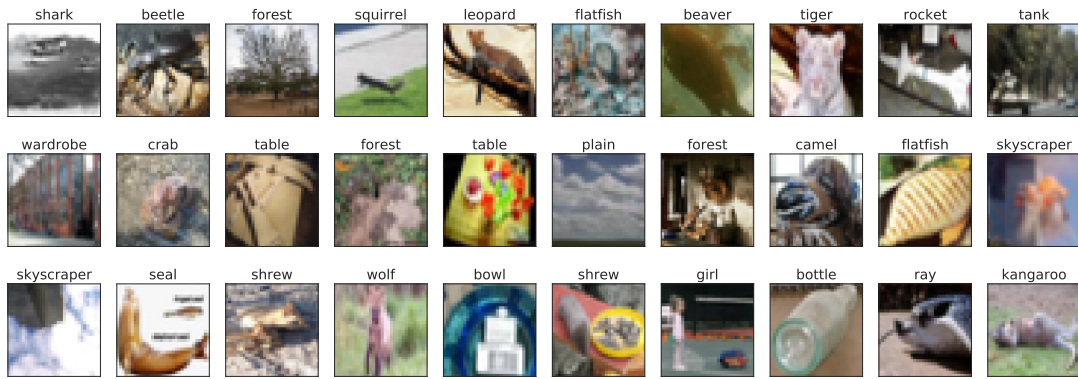 shark beetle forest squirrel leopard flatfish beaver tiger rocket tank
wardrobe crab table forest table plain forest camel flatfish skyscraper
skyscraper seal shrew wolf bowl shrew girl bottle ray kangaroo